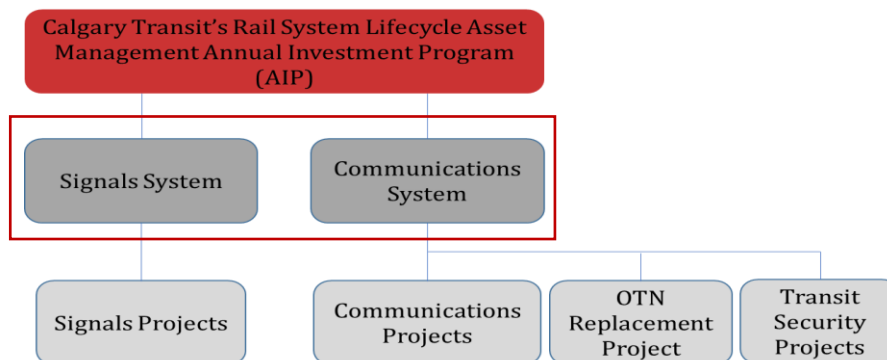 Calgary Transit’s Rail System Lifecycle Asset
Management Annual Investment Program
(AIP)
Signals System
Communications
System
Signals Projects
Communications
Projects
OTN
Replacement
Project
Transit
Security
Projects